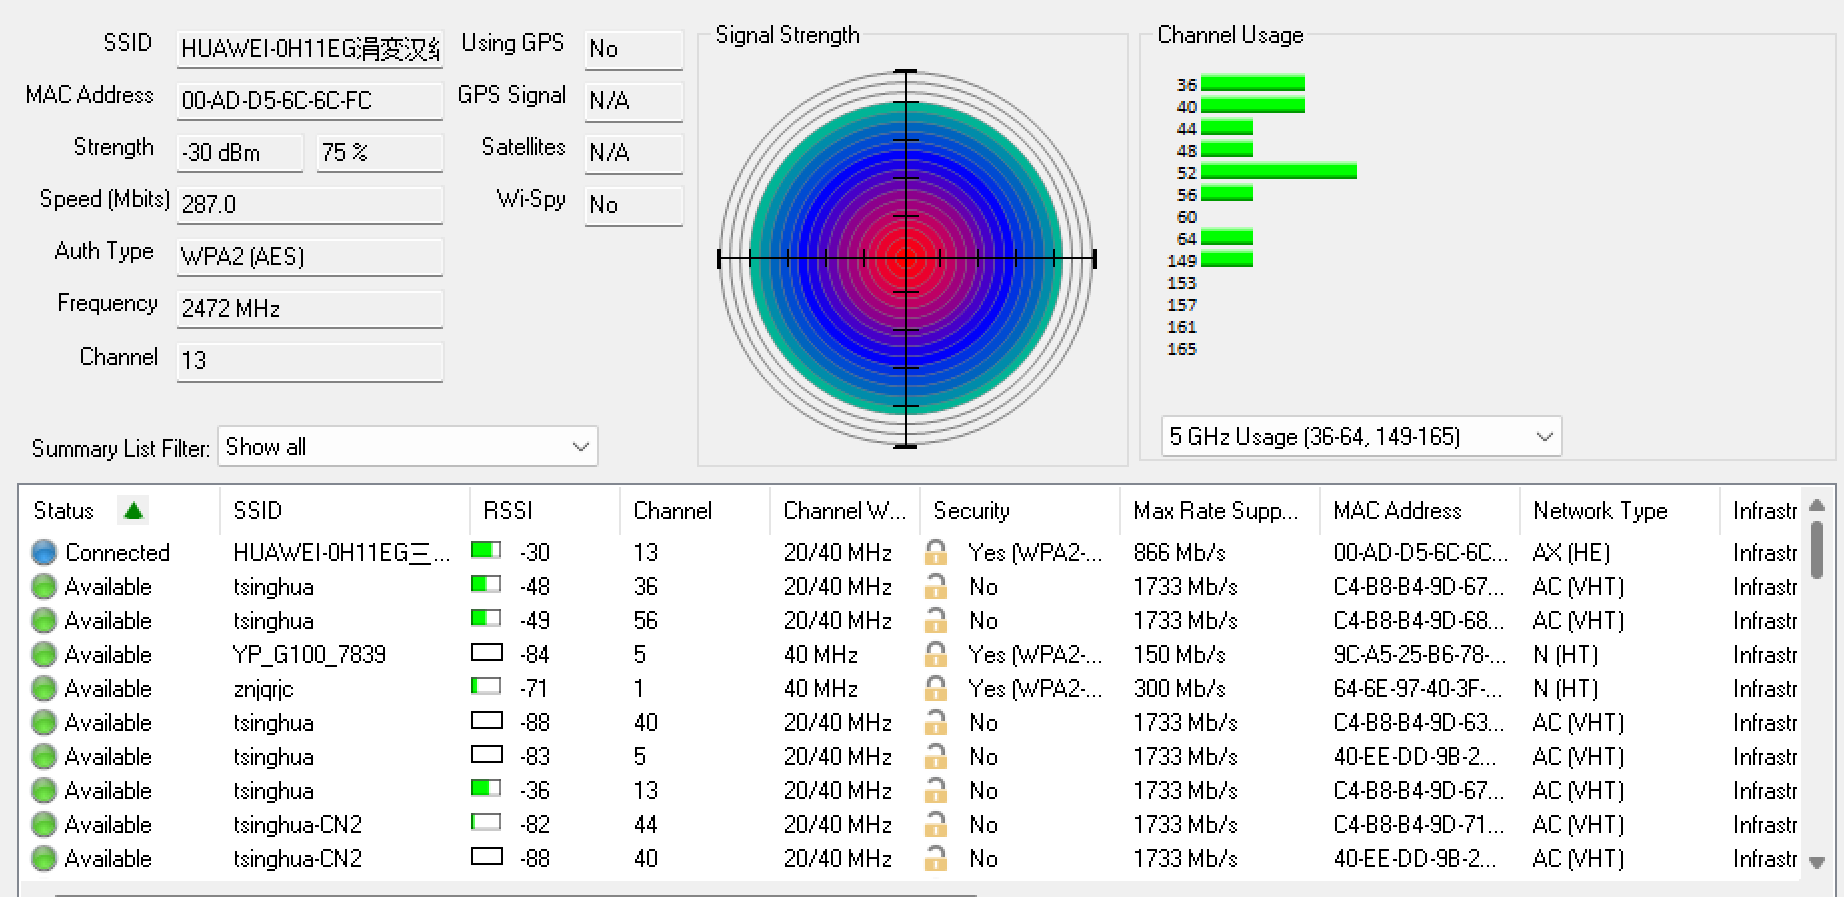 SSID HUAWEI-0H11EG涓変汉 Using GPS No Signal Strength Channel Usage
MAC Address 00-AD-D5-6C-6C-FC GPS Signal N/A
Strength -30 dBm 75 % Satellites N/A
Speed (Mbits) 287.0 Wi-Spy No
Auth Type WPA2 (AES)
Frequency 2472 MHz
Channel 13
36
40
44
48
52
56
60
64
149
153
157
161
165
Summary List Filter: Show all 5 GHz Usage (36-64, 149-165)
Status SSID RSSI Channel Channel W... Security Max Rate Supp... MAC Address Network Type Infrastr
Connected HUAWEI-0H11EG三... -30 13 20/40 MHz Yes (WPA2-... 866 Mb/s 00-AD-D5-6C-6C... AX (HE) Infrastr
Available tsinghua -48 36 20/40 MHz No 1733 Mb/s C4-B8-B4-9D-67... AC (VHT) Infrastr
Available tsinghua -49 56 20/40 MHz No 1733 Mb/s C4-B8-B4-9D-68... AC (VHT) Infrastr
Available YP_G100_7839 -84 5 40 MHz Yes (WPA2-... 150 Mb/s 9C-A5-25-B6-78-... N (HT) Infrastr
Available znjqrjc -71 1 40 MHz Yes (WPA2-... 300 Mb/s 64-6E-97-40-3F-... N (HT) Infrastr
Available tsinghua -88 40 20/40 MHz No 1733 Mb/s C4-B8-B4-9D-63... AC (VHT) Infrastr
Available tsinghua -83 5 20/40 MHz No 1733 Mb/s 40-EE-DD-9B-2... AC (VHT) Infrastr
Available tsinghua -36 13 20/40 MHz No 1733 Mb/s C4-B8-B4-9D-67... AC (VHT) Infrastr
Available tsinghua-CN2 -82 44 20/40 MHz No 1733 Mb/s C4-B8-B4-9D-71... AC (VHT) Infrastr
Available tsinghua-CN2 -88 40 20/40 MHz No 1733 Mb/s 40-EE-DD-9B-2... AC (VHT) Infrastr